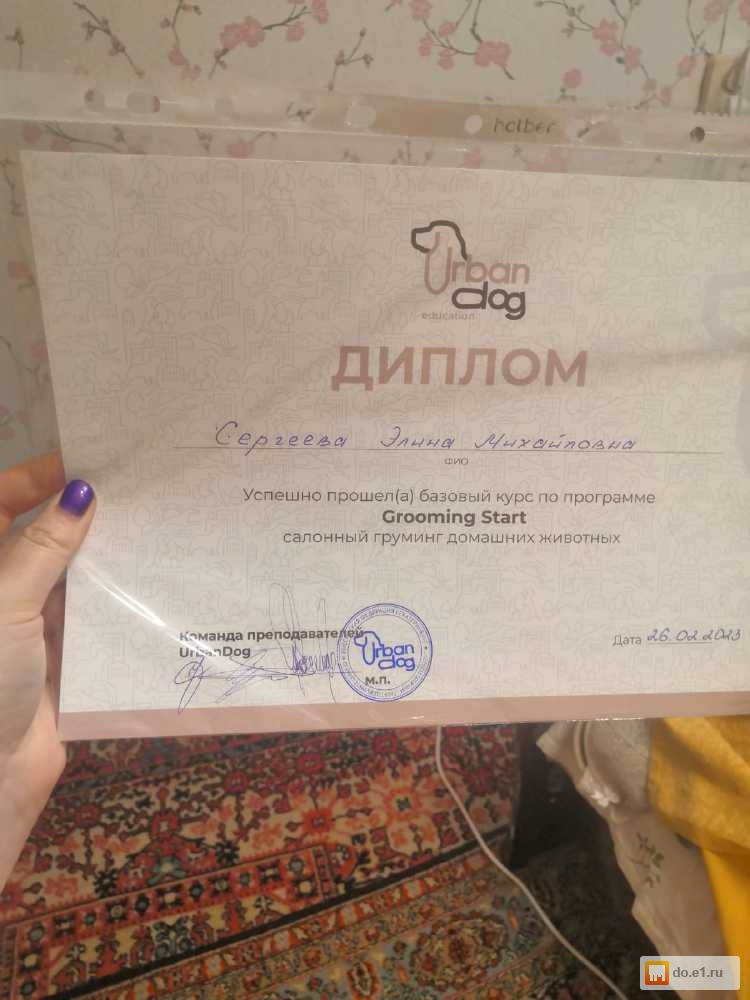 halber
Urban
dog
education
ДИПЛОМ
Сергеева Элина Михайловна
ФИО
Успешно прошел(а) базовый курс по программе
Grooming Start
салонный груминг домашних животных
Команда преподавателей
UrbanDog
Urban
dog
м.п.
Дата 26.02.2023
do.e1.ru